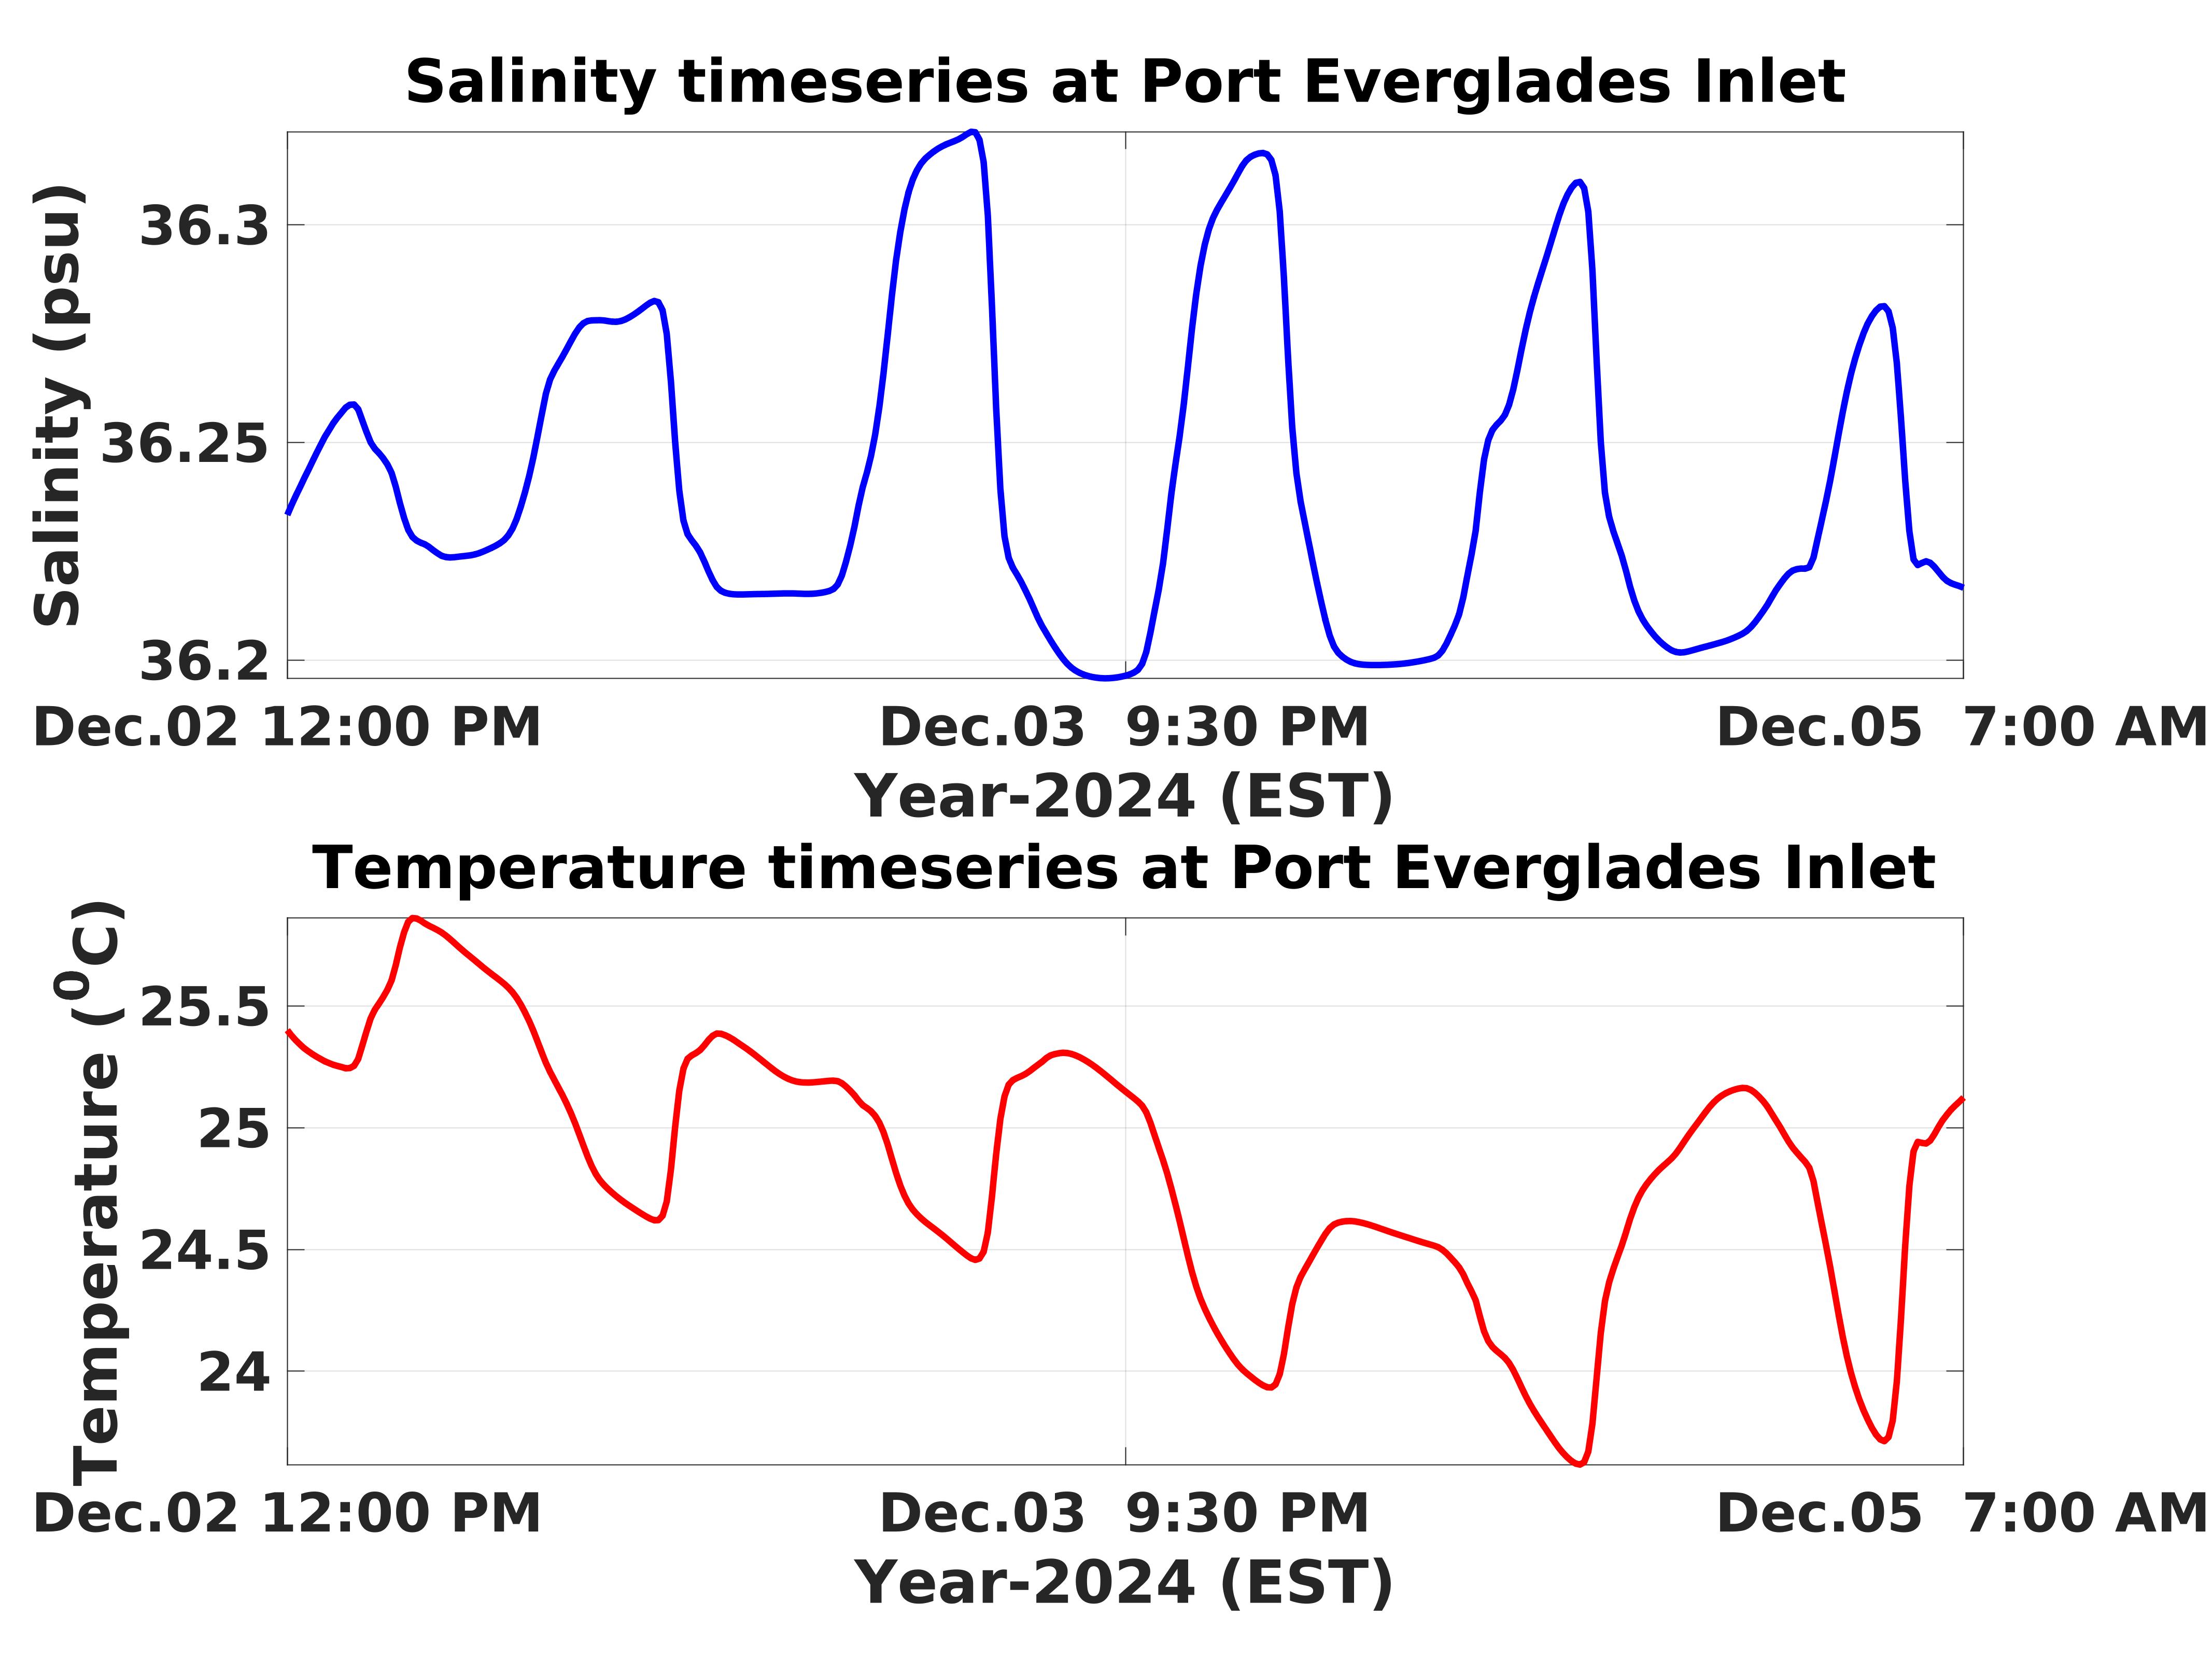 Salinity timeseries at Port Everglades Inlet
Salinity (psu)
36.3
36.25
36.2
Dec.02 12:00 PM Dec.03  9:30 PM Dec.05  7:00 AM
Year-2024 (EST)
Temperature timeseries at Port Everglades Inlet
Temperature (⁰C)
25.5
25
24.5
24
Dec.02 12:00 PM Dec.03  9:30 PM Dec.05  7:00 AM
Year-2024 (EST)